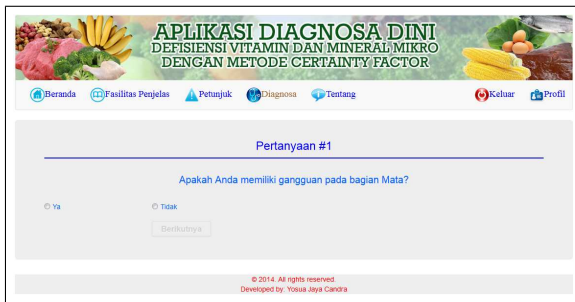 APLIKASI DIAGNOSA DINI
DEFISIENSI VITAMIN DAN MINERAL MIKRO
DENGAN METODE CERTAINTY FACTOR
Beranda Fasilitas Penjelas Petunjuk Diagnosa Tentang Keluar Profil
Pertanyaan #1
Apakah Anda memiliki gangguan pada bagian Mata?
Ya Tidak
Berikutnya
© 2014. All rights reserved.
Developed by: Yosua Jaya Candra